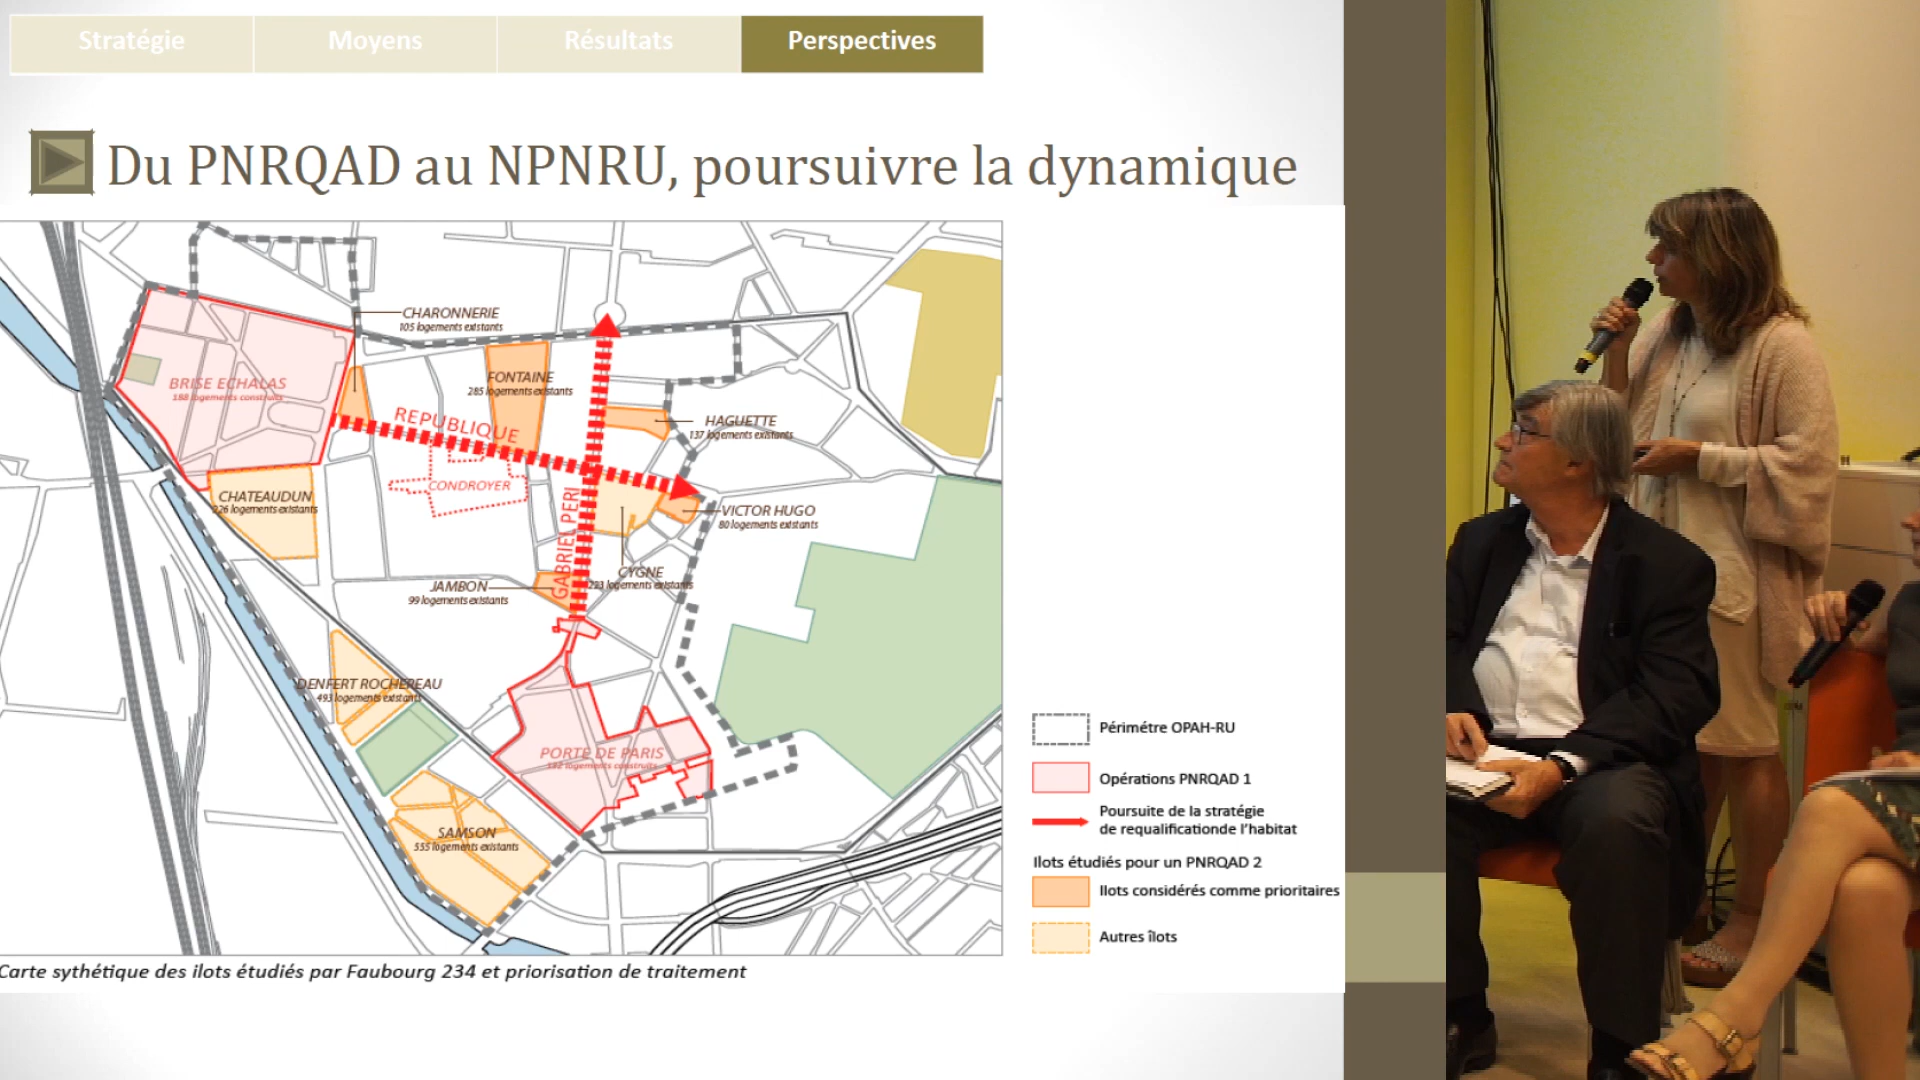 Stratégie
Moyens
Résultats
Perspectives
Du PNRQAD au NPNRU, poursuivre la dynamique
CHARONNERIE
105 logements existants
FONTAINE
285 logements existants
BRISE ECHALAS
188 logements construits
REPUBLIQUE
HAGUETTE
137 logements existants
CONDROYER
CHATEAUDUN
226 logements existants
VICTOR HUGO
80 logements existants
GABRIEL PERI
CYGNE
223 logements existants
JAMBON
99 logements existants
DENFERT ROCHEREAU
493 logements existants
PORTE DE PARIS
logements construits
SAMSON
555 logements existants
Périmétre OPAH-RU
Opérations PNRQAD 1
Poursuite de la stratégie
de requalificationde l'habitat
Ilots étudiés pour un PNRQAD 2
Ilots considérés comme prioritaires
Autres îlots
Carte sythétique des ilots étudiés par Faubourg 234 et priorisation de traitement